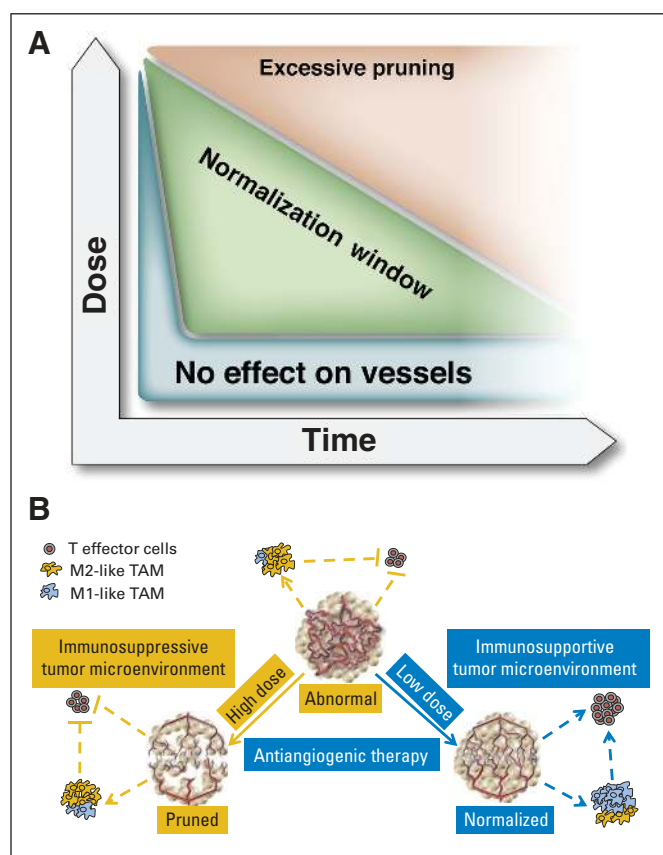 A
Excessive pruning
Normalization window
No effect on vessels
Dose
Time
B
T effector cells
M2-like TAM
M1-like TAM
Immunosuppressive
tumor microenvironment
Immunosupportive
tumor microenvironment
High dose
Abnormal
Low dose
Antiangiogenic therapy
Pruned
Normalized